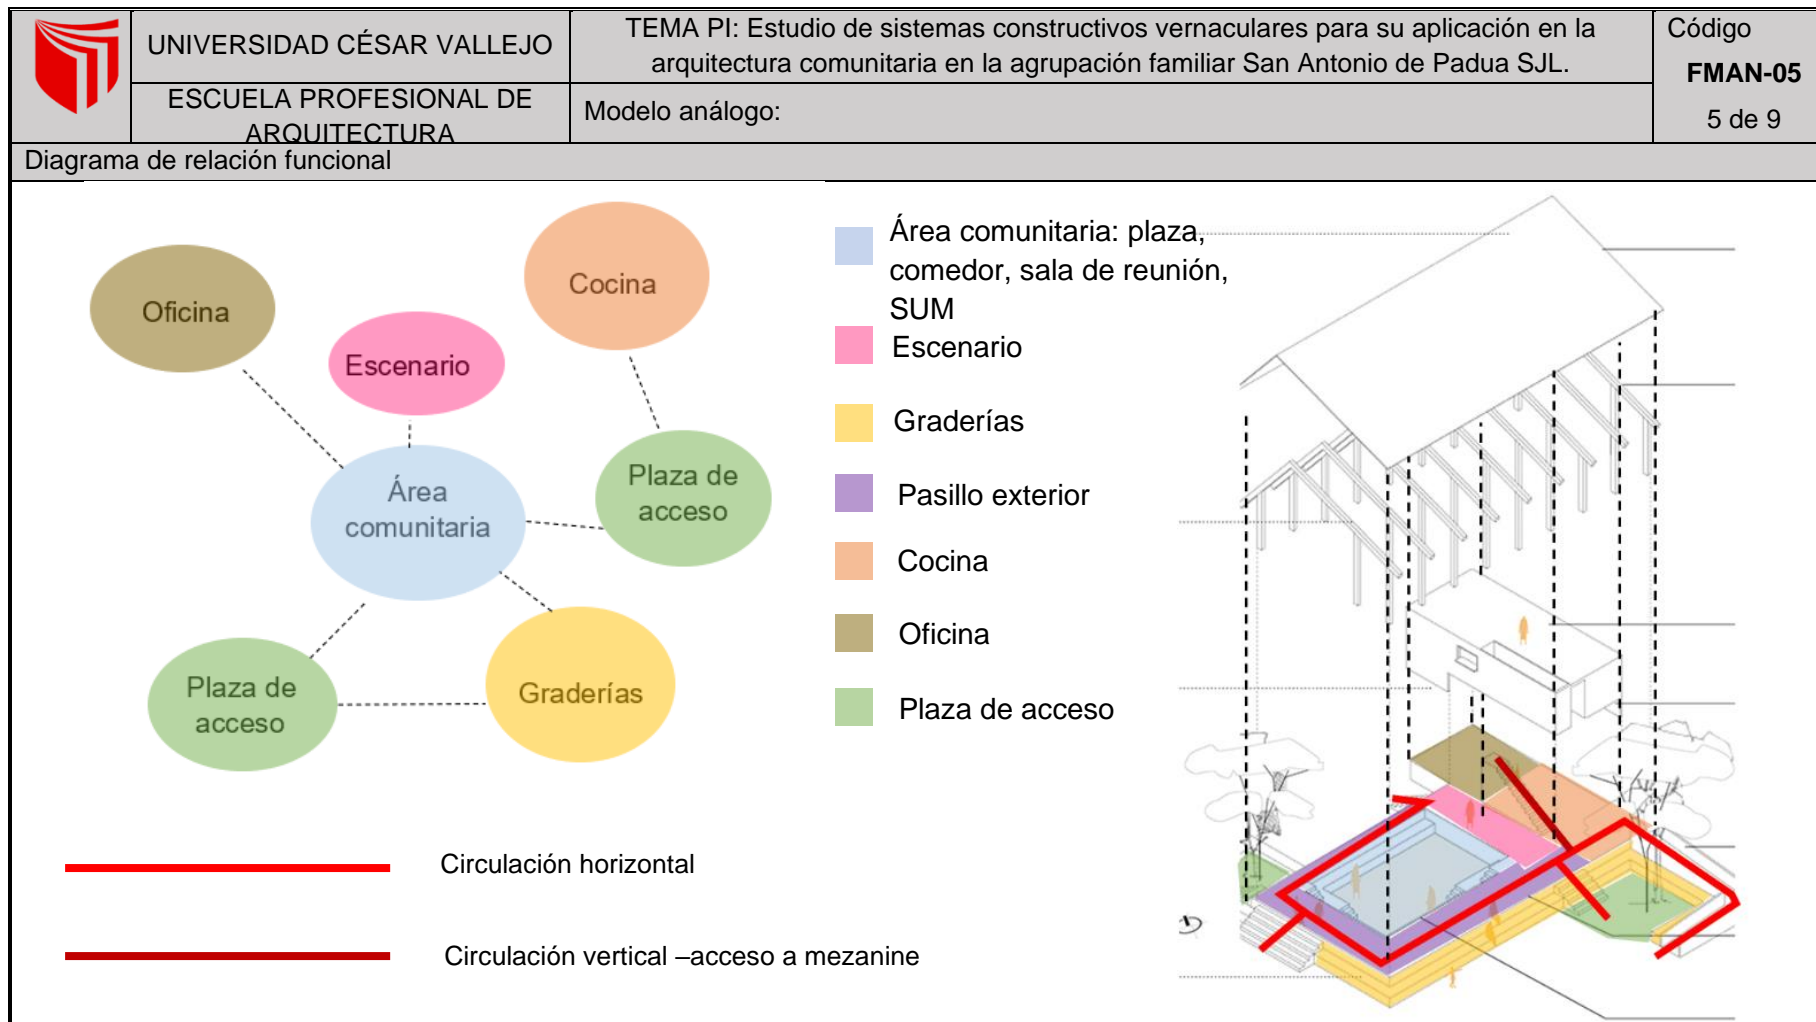 UNIVERSIDAD CÉSAR VALLEJO
TEMA PI: Estudio de sistemas constructivos vernaculares para su aplicación en la
arquitectura comunitaria en la agrupación familiar San Antonio de Padua SJL.
Código
FMAN-05
5 de 9
ESCUELA PROFESIONAL DE
ARQUITECTURA
Modelo análogo:
Diagrama de relación funcional
Oficina
Escenario
Cocina
Área
comunitaria
Plaza de
acceso
Plaza de
acceso
Graderías
Área comunitaria: plaza,
comedor, sala de reunión,
SUM
Escenario
Graderías
Pasillo exterior
Cocina
Oficina
Plaza de acceso
Circulación horizontal
Circulación vertical –acceso a mezanine